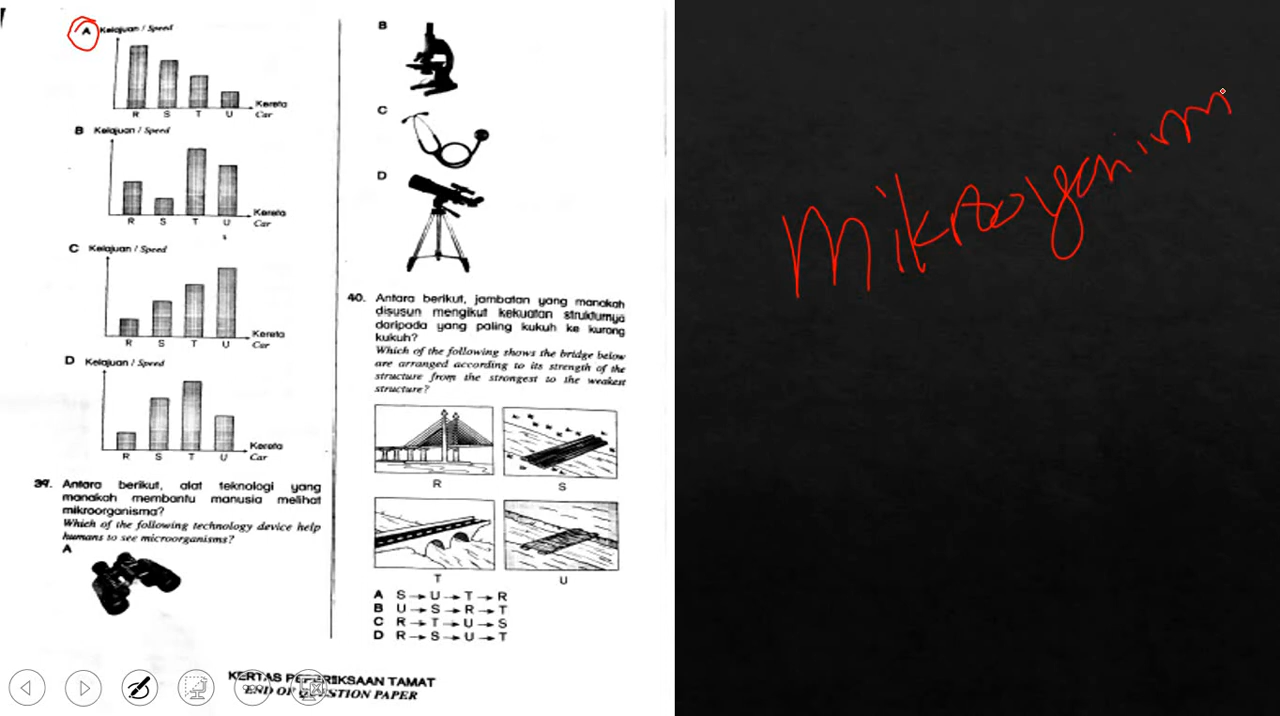 A Kelajuan / Speed
R S T U
Kereta
Car
B Kelajuan / Speed
R S T U
Kereta
Car
C Kelajuan / Speed
R S T U
Kereta
Car
D Kelajuan / Speed
R S T U
Kereta
Car
39. Antara berikut, alat teknologi yang
manakah membantu manusia melihat
mikroorganisma?
Which of the following technology device help
humans to see microorganisms?
A
B
C
D
40. Antara berikut, jambatan yang manakah
disusun mengikut kekuatan strukturnya
daripada yang paling kukuh ke kurang
kukuh?
Which of the following shows the bridge below
are arranged according to its strength of the
structure from the strongest to the weakest
structure?
R S
T U
A S → U → T → R
B U → S → R → T
C R → T → U → S
D R → S → U → T
KERTAS PEPERIKSAAN TAMAT
END OF QUESTION PAPER